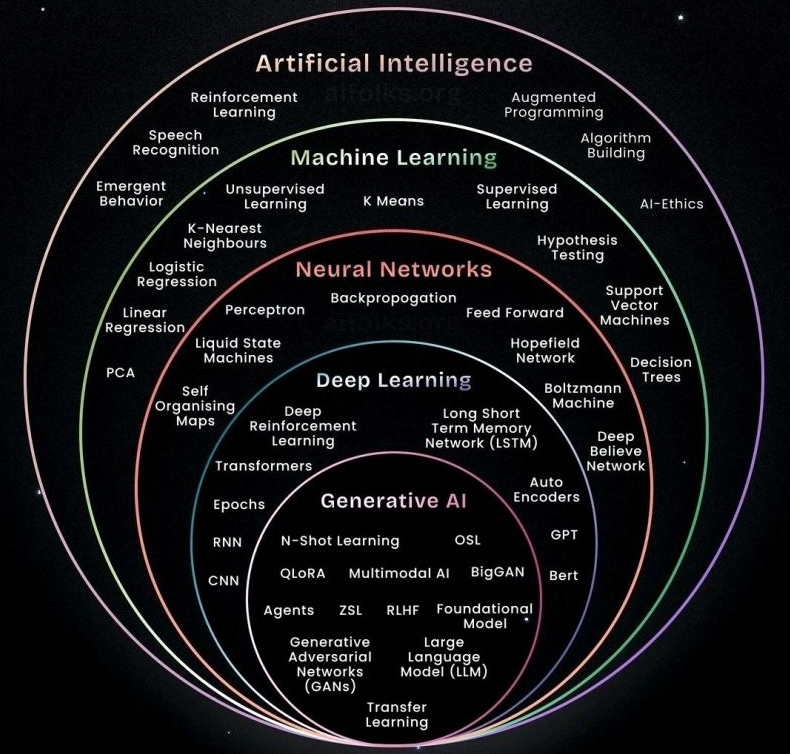 Artificial Intelligence
aifolks.org
Reinforcement
Learning
Augmented
Programming
Speech
Recognition
Algorithm
Building
Emergent
Behavior
AI-Ethics
Machine Learning
Unsupervised
Learning
K Means
Supervised
Learning
K-Nearest
Neighbours
Hypothesis
Testing
Logistic
Regression
Support
Vector
Machines
Linear
Regression
PCA
Decision
Trees
Neural Networks
Perceptron
Backpropogation
Feed Forward
Liquid State
Machines
Hopefield
Network
Self
Organising
Maps
Boltzmann
Machine
Deep
Believe
Network
Deep Learning
Deep
Reinforcement
Learning
Long Short
Term Memory
Network (LSTM)
Transformers
Auto
Encoders
Epochs
GPT
RNN
CNN
Bert
Generative AI
N-Shot Learning
OSL
QLoRA
Multimodal AI
BigGAN
Agents
ZSL
RLHF
Foundational
Model
Generative
Adversarial
Networks
(GANs)
Large
Language
Model (LLM)
Transfer
Learning